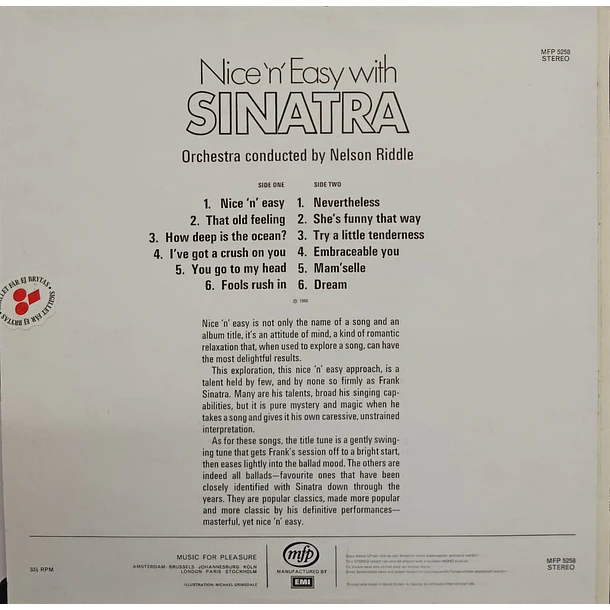 MFP 5258
STEREO
Nice 'n' Easy with
SINATRA
Orchestra conducted by Nelson Riddle
SIDE ONE
1. Nice 'n' easy
2. That old feeling
3. How deep is the ocean?
4. I've got a crush on you
5. You go to my head
6. Fools rush in
SIDE TWO
1. Nevertheless
2. She's funny that way
3. Try a little tenderness
4. Embraceable you
5. Mam'selle
6. Dream
℗ 1960
SIGILLET FÅR EJ BRYTAS • SIGILLET FÅR EJ BRYTAS •
Nice 'n' easy is not only the name of a song and an
album title, it's an attitude of mind, a kind of romantic
relaxation that, when used to explore a song, can have
the most delightful results.
This exploration, this nice 'n' easy approach, is a
talent held by few, and by none so firmly as Frank
Sinatra. Many are his talents, broad his singing cap-
abilities, but it is pure mystery and magic when he
takes a song and gives it his own caressive, unstrained
interpretation.
As for these songs, the title tune is a gently swing-
ing tune that gets Frank's session off to a bright start,
then eases lightly into the ballad mood. The others are
indeed all ballads—favourite ones that have been
closely identified with Sinatra down through the
years. They are popular classics, made more popular
and more classic by his definitive performances—
masterful, yet nice 'n' easy.
33⅓ RPM
MUSIC FOR PLEASURE
AMSTERDAM·BRUSSELS·JOHANNESBURG·KÖLN
LONDON·PARIS·STOCKHOLM
ILLUSTRATION: MICHAEL GRIMSDALE
mfp
MANUFACTURED BY
EMI
MFP 5258
STEREO